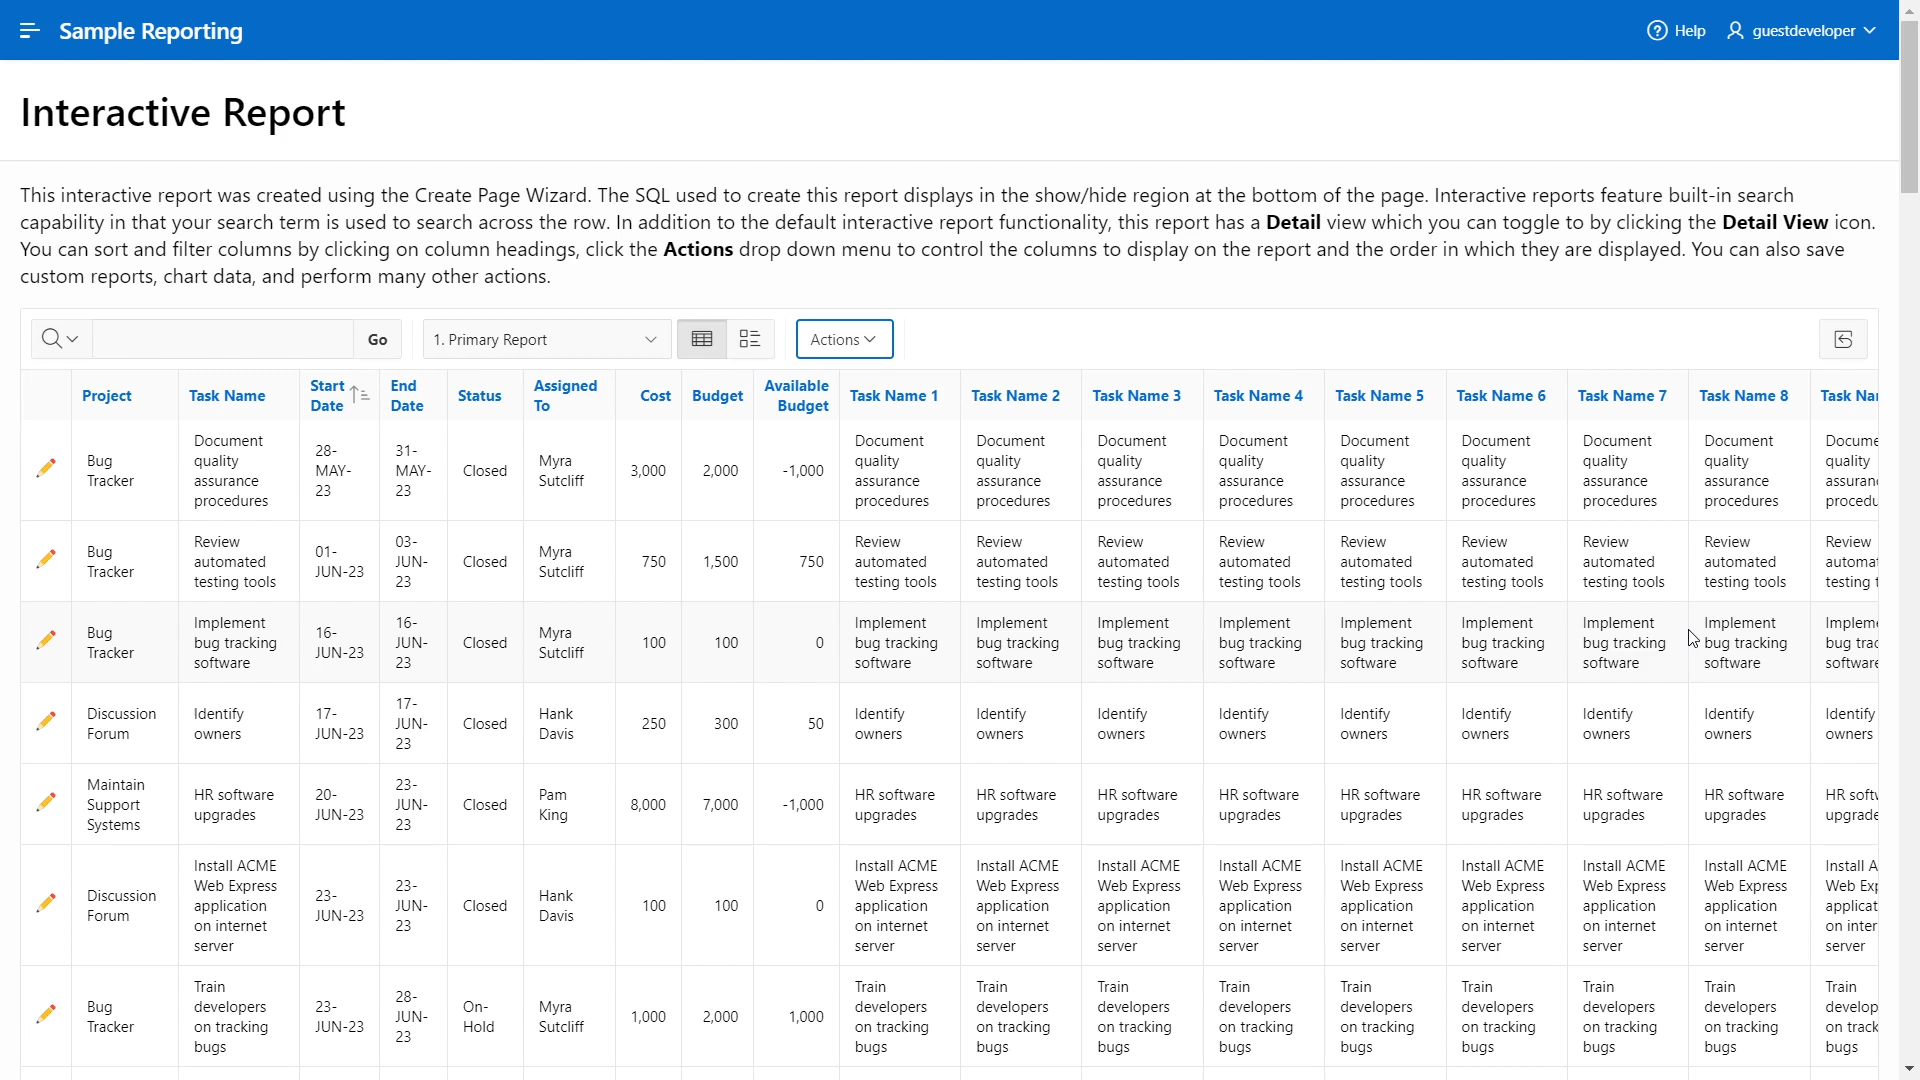 Sample Reporting
Help
guestdeveloper
Interactive Report
This interactive report was created using the Create Page Wizard. The SQL used to create this report displays in the show/hide region at the bottom of the page. Interactive reports feature built-in search
capability in that your search term is used to search across the row. In addition to the default interactive report functionality, this report has a Detail view which you can toggle to by clicking the Detail View icon.
You can sort and filter columns by clicking on column headings, click the Actions drop down menu to control the columns to display on the report and the order in which they are displayed. You can also save
custom reports, chart data, and perform many other actions.
Go
1. Primary Report
Actions
Project
Task Name
Start
Date
End
Date
Status
Assigned
To
Cost
Budget
Available
Budget
Task Name 1
Task Name 2
Task Name 3
Task Name 4
Task Name 5
Task Name 6
Task Name 7
Task Name 8
Task Na
Bug
Tracker
Document
quality
assurance
procedures
28-
MAY-
23
31-
MAY-
23
Closed
Myra
Sutcliff
3,000
2,000
-1,000
Document
quality
assurance
procedures
Document
quality
assurance
procedures
Document
quality
assurance
procedures
Document
quality
assurance
procedures
Document
quality
assurance
procedures
Document
quality
assurance
procedures
Document
quality
assurance
procedures
Document
quality
assurance
procedures
Docume
quality
assuran
procedu
Bug
Tracker
Review
automated
testing tools
01-
JUN-23
03-
JUN-
23
Closed
Myra
Sutcliff
750
1,500
750
Review
automated
testing tools
Review
automated
testing tools
Review
automated
testing tools
Review
automated
testing tools
Review
automated
testing tools
Review
automated
testing tools
Review
automated
testing tools
Review
automated
testing tools
Review
automat
testing t
Bug
Tracker
Implement
bug tracking
software
16-
JUN-23
16-
JUN-
23
Closed
Myra
Sutcliff
100
100
0
Implement
bug tracking
software
Implement
bug tracking
software
Implement
bug tracking
software
Implement
bug tracking
software
Implement
bug tracking
software
Implement
bug tracking
software
Implement
bug tracking
software
Implement
bug tracking
software
Impleme
bug trac
software
Discussion
Forum
Identify
owners
17-
JUN-23
17-
JUN-
23
Closed
Hank
Davis
250
300
50
Identify
owners
Identify
owners
Identify
owners
Identify
owners
Identify
owners
Identify
owners
Identify
owners
Identify
owners
Identify
owners
Maintain
Support
Systems
HR software
upgrades
20-
JUN-23
23-
JUN-
23
Closed
Pam
King
8,000
7,000
-1,000
HR software
upgrades
HR software
upgrades
HR software
upgrades
HR software
upgrades
HR software
upgrades
HR software
upgrades
HR software
upgrades
HR software
upgrades
HR softw
upgrade
Discussion
Forum
Install ACME
Web Express
application
on internet
server
23-
JUN-23
23-
JUN-
23
Closed
Hank
Davis
100
100
0
Install ACME
Web Express
application
on internet
server
Install ACME
Web Express
application
on internet
server
Install ACME
Web Express
application
on internet
server
Install ACME
Web Express
application
on internet
server
Install ACME
Web Express
application
on internet
server
Install ACME
Web Express
application
on internet
server
Install ACME
Web Express
application
on internet
server
Install ACME
Web Express
application
on internet
server
Install A
Web Exp
applicat
on inter
server
Bug
Tracker
Train
developers
on tracking
bugs
23-
JUN-23
28-
JUN-
23
On-
Hold
Myra
Sutcliff
1,000
2,000
1,000
Train
developers
on tracking
bugs
Train
developers
on tracking
bugs
Train
developers
on tracking
bugs
Train
developers
on tracking
bugs
Train
developers
on tracking
bugs
Train
developers
on tracking
bugs
Train
developers
on tracking
bugs
Train
developers
on tracking
bugs
Train
develop
on track
bugs